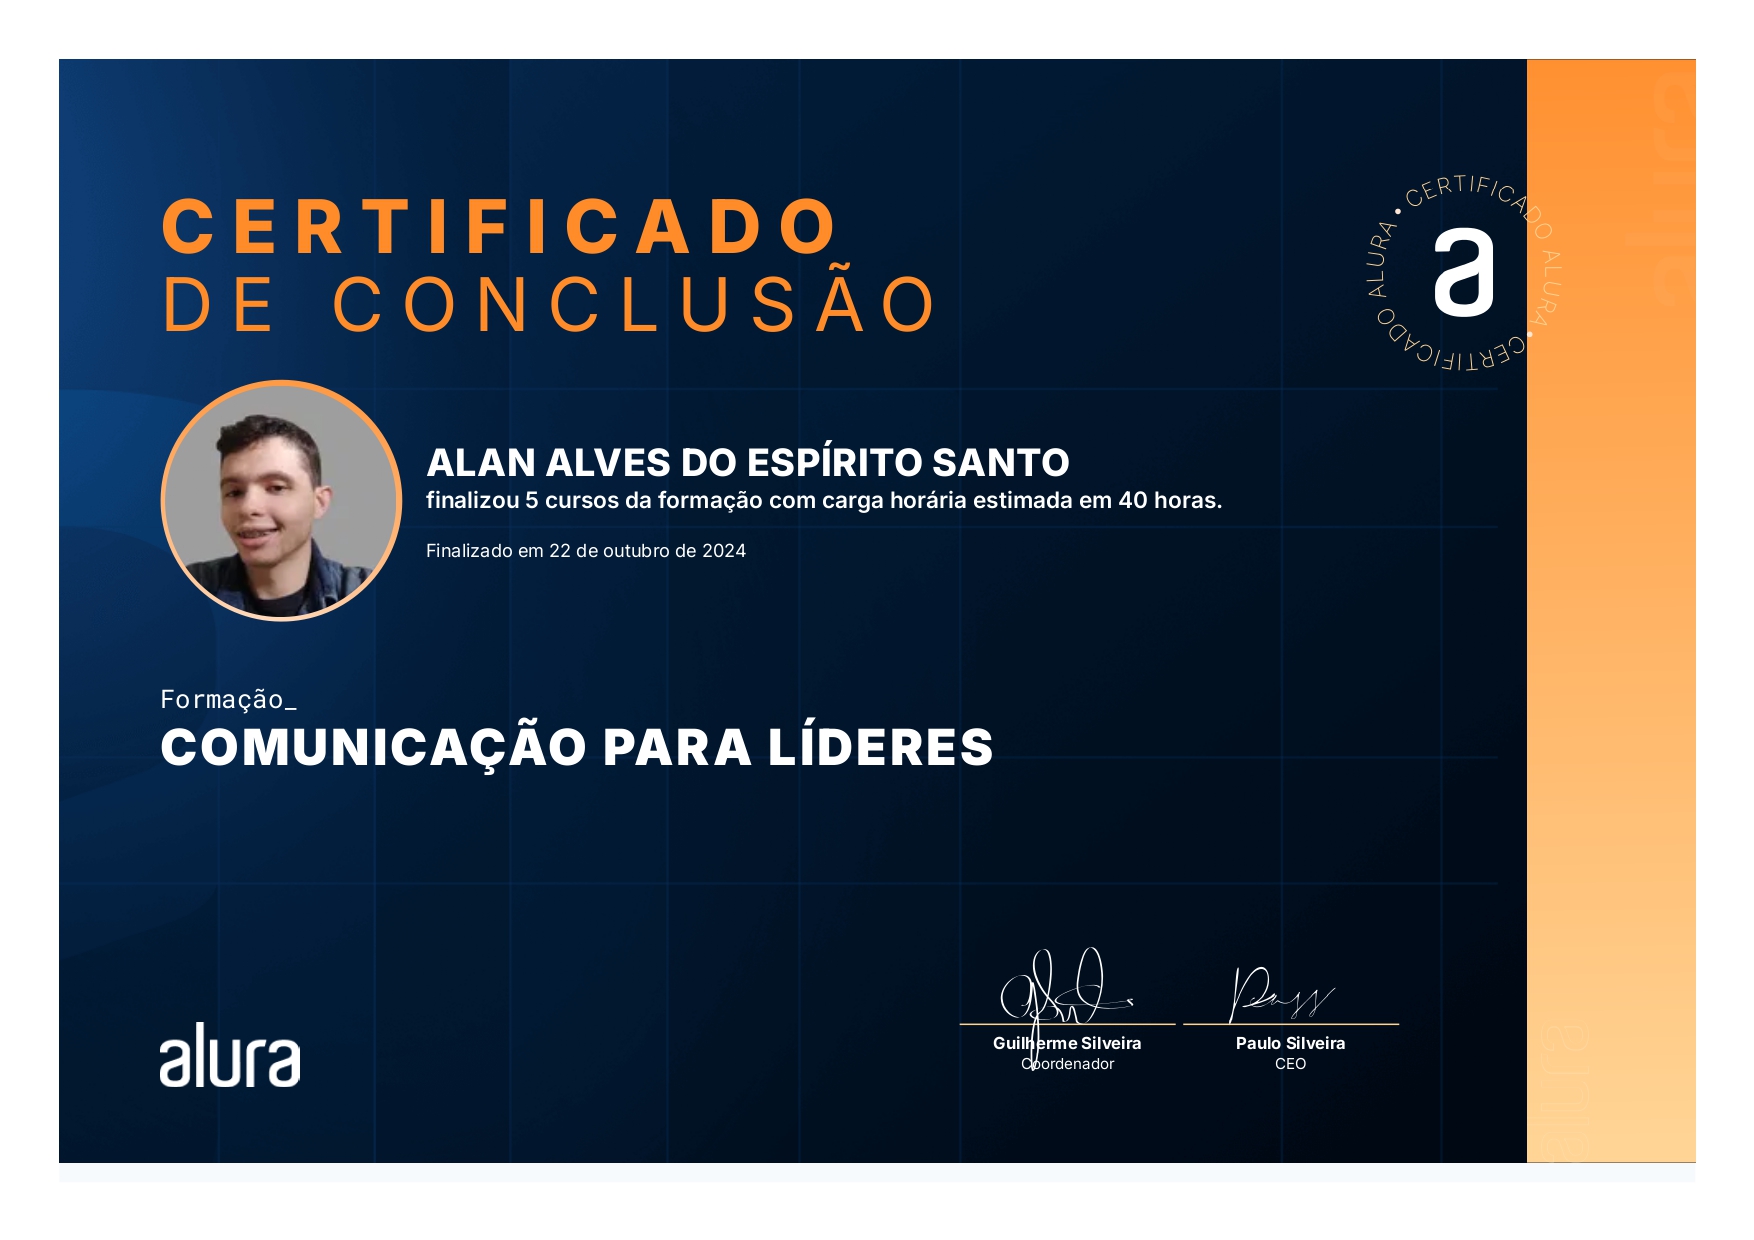 CERTIFICADO
DE CONCLUSÃO
CERTIFICADO ALURA • CERTIFICADO ALURA •
a
ALAN ALVES DO ESPÍRITO SANTO
finalizou 5 cursos da formação com carga horária estimada em 40 horas.
Finalizado em 22 de outubro de 2024
Formação_
COMUNICAÇÃO PARA LÍDERES
Guilherme Silveira
Coordenador
Paulo Silveira
CEO
alura
alura
alura